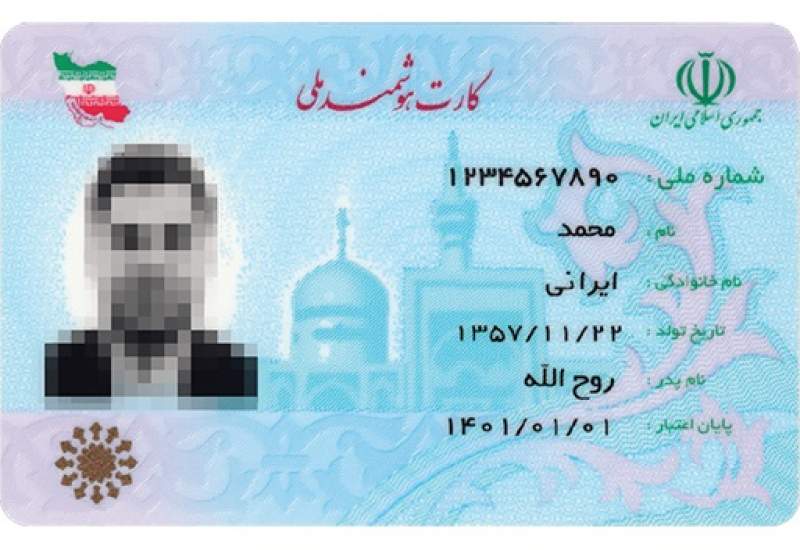 کارت هوشمند ملی
جمهوری اسلامی ایران
شماره ملی: ۱۲۳۴۵۶۷۸۹۰
نام: محمد
نام خانوادگی: ایرانی
تاریخ تولد: ۱۳۵۷/۱۱/۲۲
نام پدر: روح الله
پایان اعتبار: ۱۴۰۱/۰۱/۰۱